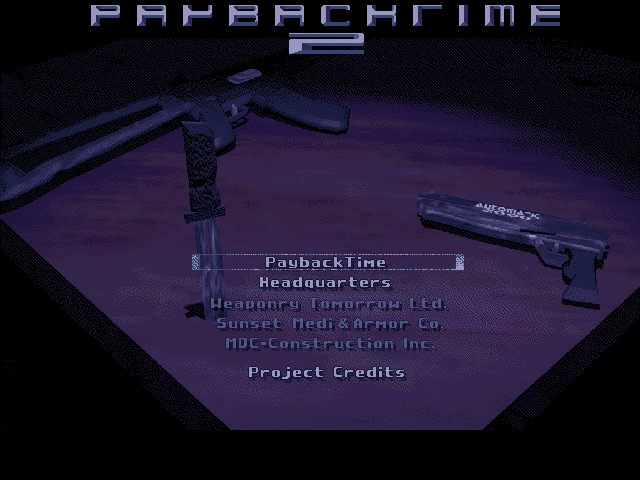 PAYBACKTIME
2
PaybackTime
Headquarters
Weaponry Tomorrow Ltd.
Sunset Medi & Armor Co.
MDC-Construction Inc.
Project Credits